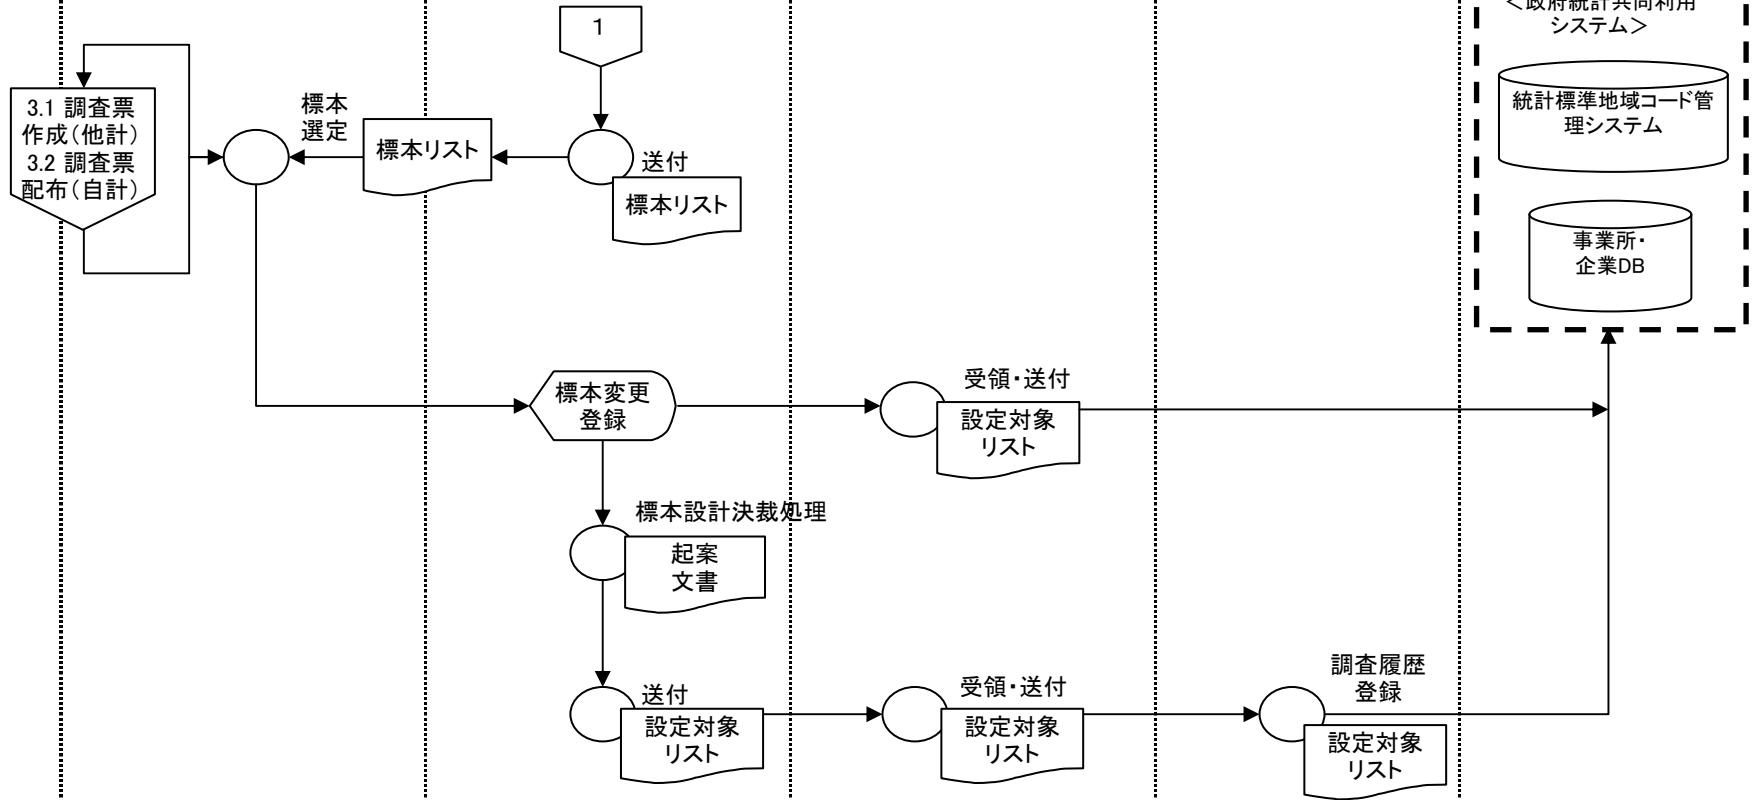 ＜政府統計共同利用
システム＞
1
統計標準地域コード管
理システム
3.1 調査票
作成（他計）
3.2 調査票
配布（自計）
標本
選定
標本リスト
送付
標本リスト
事業所・
企業DB
標本変更
登録
受領・送付
設定対象
リスト
標本設計決裁処理
起案
文書
送付
設定対象
リスト
受領・送付
設定対象
リスト
調査履歴
登録
設定対象
リスト